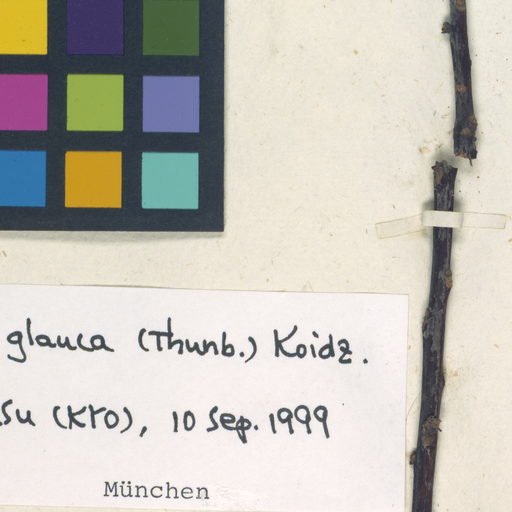 glauca (Thunb.) Koidz.
su (KYO), 10 Sep. 1999
München